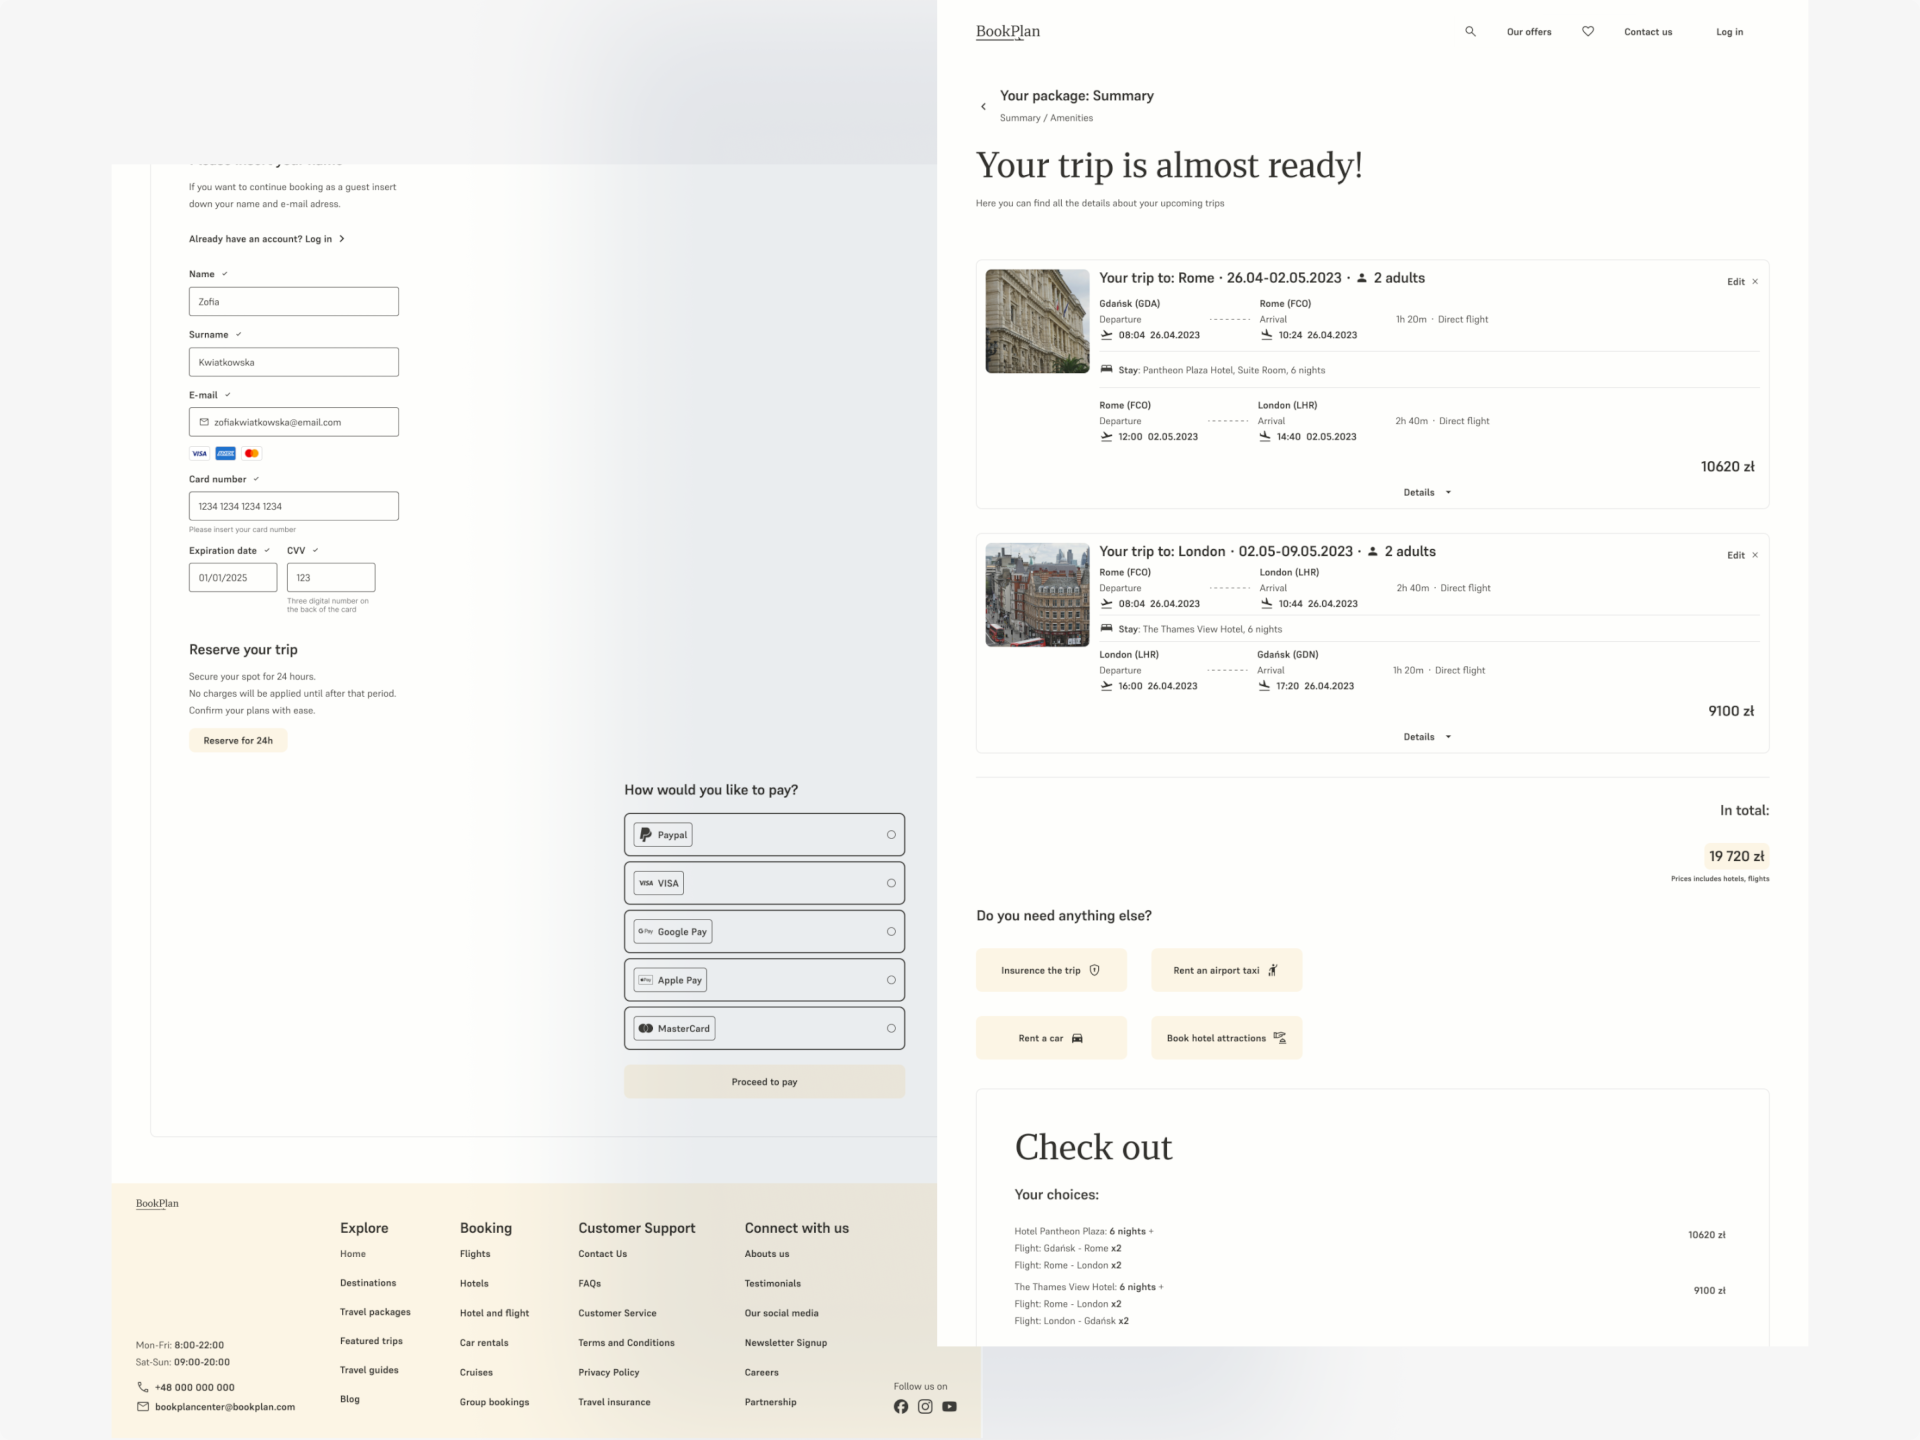 BookPlan
Our offers
Contact us
Log in
Your package: Summary
Summary / Amenities
Your trip is almost ready!
Here you can find all the details about your upcoming trips
Your trip to: Rome · 26.04-02.05.2023 · 2 adults
Edit ×
Gdańsk (GDA)
Rome (FCO)
Departure
Arrival
1h 20m · Direct flight
08:04 26.04.2023
10:24 26.04.2023
Stay: Pantheon Plaza Hotel, Suite Room, 6 nights
Rome (FCO)
London (LHR)
Departure
Arrival
2h 40m · Direct flight
12:00 02.05.2023
14:40 02.05.2023
10620 zł
Details
Your trip to: London · 02.05-09.05.2023 · 2 adults
Edit ×
Rome (FCO)
London (LHR)
Departure
Arrival
2h 40m · Direct flight
08:04 26.04.2023
10:44 26.04.2023
Stay: The Thames View Hotel, 6 nights
London (LHR)
Gdańsk (GDN)
Departure
Arrival
1h 20m · Direct flight
16:00 26.04.2023
17:20 26.04.2023
9100 zł
Details
In total:
19 720 zł
Prices includes hotels, flights
Do you need anything else?
Insurence the trip
Rent an airport taxi
Rent a car
Book hotel attractions
Check out
Your choices:
Hotel Pantheon Plaza: 6 nights +
10620 zł
Flight: Gdańsk - Rome x2
Flight: Rome - London x2
The Thames View Hotel: 6 nights +
9100 zł
Flight: Rome - London x2
Flight: London - Gdańsk x2
If you want to continue booking as a guest insert
down your name and e-mail adress.
Already have an account? Log in
Name
Zofia
Surname
Kwiatkowska
E-mail
zofiakwiatkowska@email.com
VISA
Card number
1234 1234 1234 1234
Please insert your card number
Expiration date
CVV
01/01/2025
123
Three digital number on
the back of the card
Reserve your trip
Secure your spot for 24 hours.
No charges will be applied until after that period.
Confirm your plans with ease.
Reserve for 24h
How would you like to pay?
Paypal
VISA VISA
G Pay Google Pay
Pay Apple Pay
MasterCard
Proceed to pay
BookPlan
Mon-Fri: 8:00-22:00
Sat-Sun: 09:00-20:00
+48 000 000 000
bookplancenter@bookplan.com
Explore
Home
Destinations
Travel packages
Featured trips
Travel guides
Blog
Booking
Flights
Hotels
Hotel and flight
Car rentals
Cruises
Group bookings
Customer Support
Contact Us
FAQs
Customer Service
Terms and Conditions
Privacy Policy
Travel insurance
Connect with us
Abouts us
Testimonials
Our social media
Newsletter Signup
Careers
Partnership
Follow us on